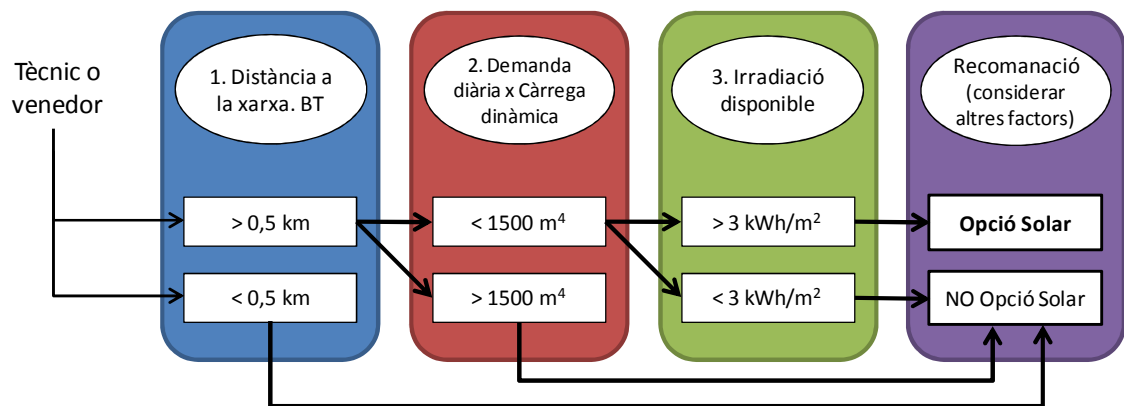 Tècnic o
venedor
1. Distància a
la xarxa. BT
2. Demanda
diària x Càrrega
dinàmica
3. Irradiació
disponible
Recomanació
(considerar
altres factors)
> 0,5 km
< 1500 m⁴
> 3 kWh/m²
Opció Solar
< 0,5 km
> 1500 m⁴
< 3 kWh/m²
NO Opció Solar